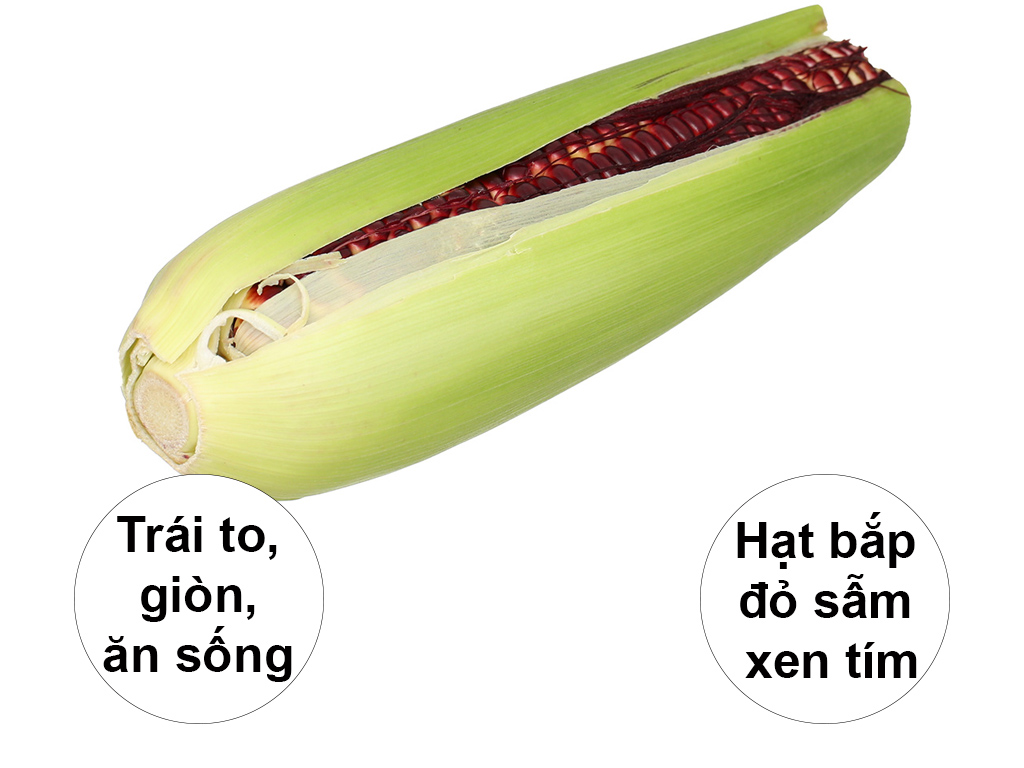 Trái to,
giòn,
ăn sống
Hạt bắp
đỏ sẫm
xen tím